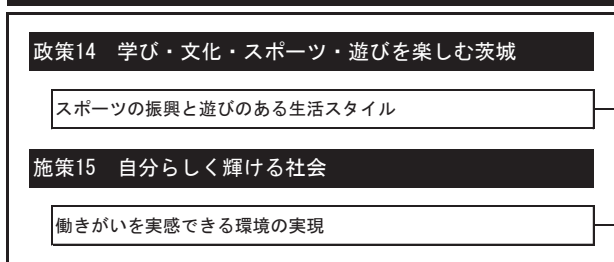 政策14　学び・文化・スポーツ・遊びを楽しむ茨城
スポーツの振興と遊びのある生活スタイル
施策15　自分らしく輝ける社会
働きがいを実感できる環境の実現